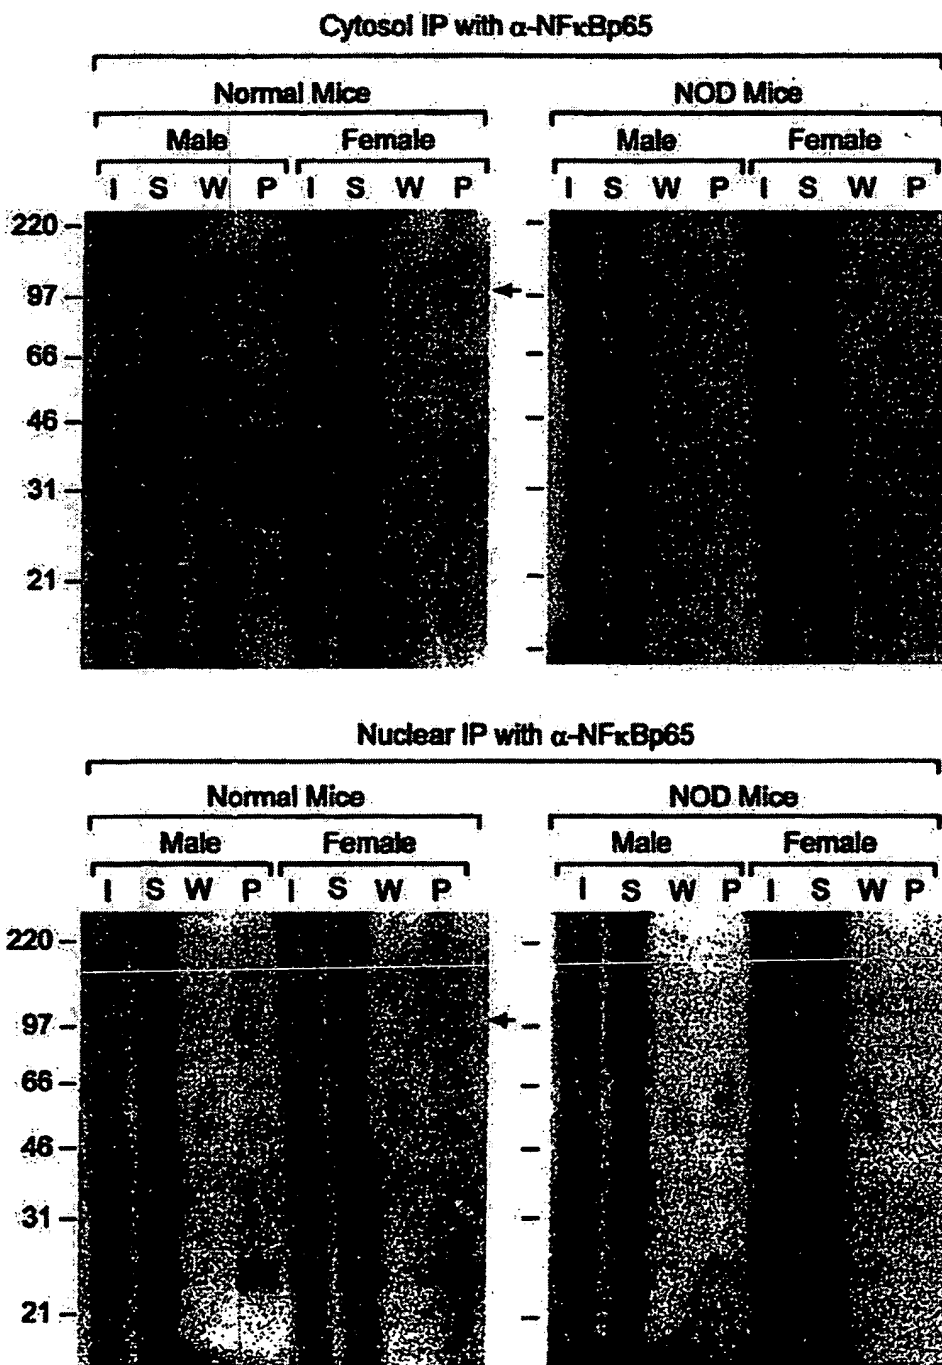 Cytosol IP with α-NFκBp65
Normal Mice NOD Mice
Male Female Male Female
I S W P I S W P I S W P I S W P
220
97
66
46
31
21
Nuclear IP with α-NFκBp65
Normal Mice NOD Mice
Male Female Male Female
I S W P I S W P I S W P I S W P
220
97
66
46
31
21